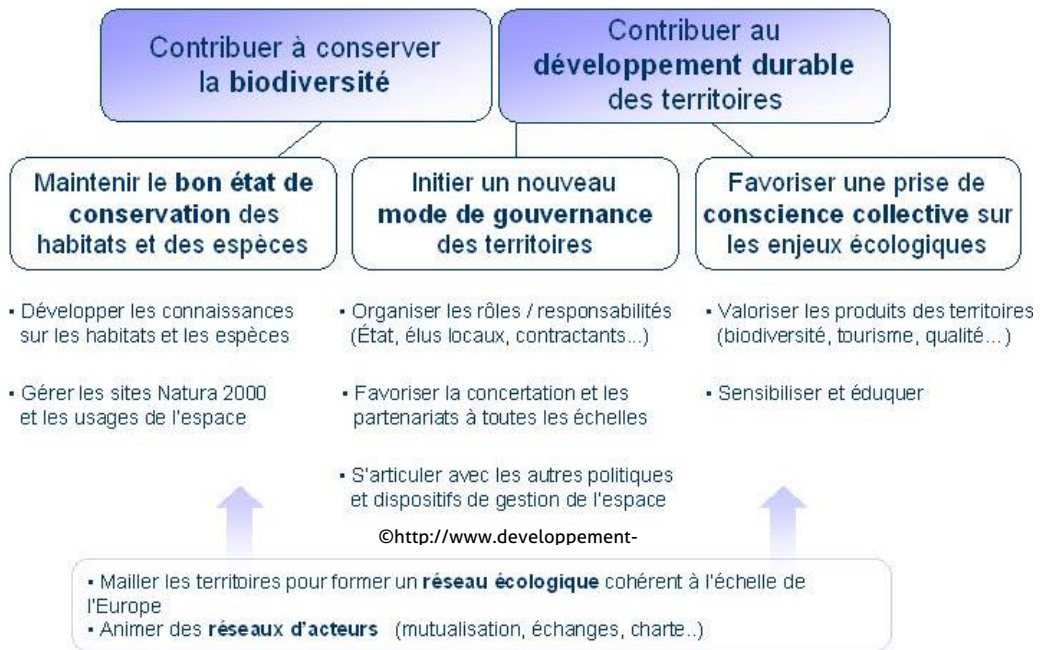 Contribuer à conserver
la biodiversité
Contribuer au
développement durable
des territoires
Maintenir le bon état de
conservation des
habitats et des espèces
Initier un nouveau
mode de gouvernance
des territoires
Favoriser une prise de
conscience collective sur
les enjeux écologiques
▪ Développer les connaissances
sur les habitats et les espèces
▪ Gérer les sites Natura 2000
et les usages de l'espace
▪ Organiser les rôles / responsabilités
(État, élus locaux, contractants...)
▪ Favoriser la concertation et les
partenariats à toutes les échelles
▪ S'articuler avec les autres politiques
et dispositifs de gestion de l'espace
▪ Valoriser les produits des territoires
(biodiversité, tourisme, qualité...)
▪ Sensibiliser et éduquer
©http://www.developpement-
▪ Mailler les territoires pour former un réseau écologique cohérent à l'échelle de
l'Europe
▪ Animer des réseaux d'acteurs (mutualisation, échanges, charte..)